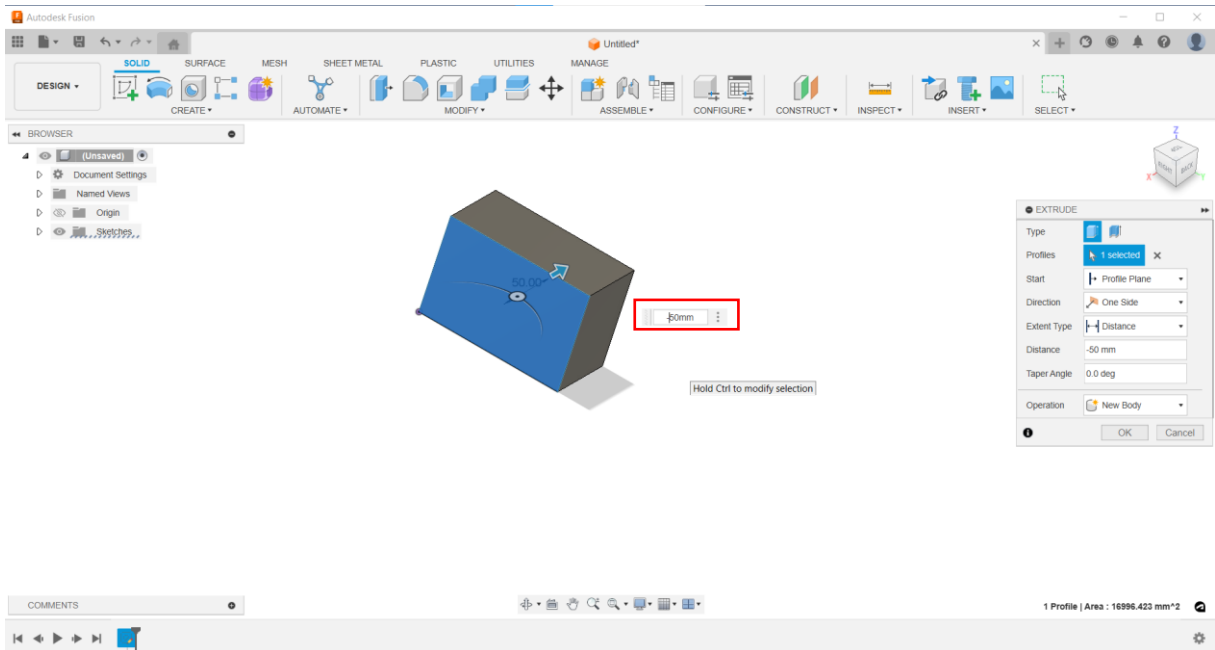 Autodesk Fusion
Untitled*
SOLID SURFACE MESH SHEET METAL PLASTIC UTILITIES MANAGE
DESIGN
CREATE AUTOMATE MODIFY ASSEMBLE CONFIGURE CONSTRUCT INSPECT INSERT SELECT
BROWSER
(Unsaved)
Document Settings
Named Views
Origin
Sketches
Z
RIGHT BACK
X Y
50.00
-50mm
Hold Ctrl to modify selection
EXTRUDE
Type
Profiles 1 selected
Start Profile Plane
Direction One Side
Extent Type Distance
Distance -50 mm
Taper Angle 0.0 deg
Operation New Body
OK Cancel
COMMENTS
1 Profile | Area : 16996.423 mm^2